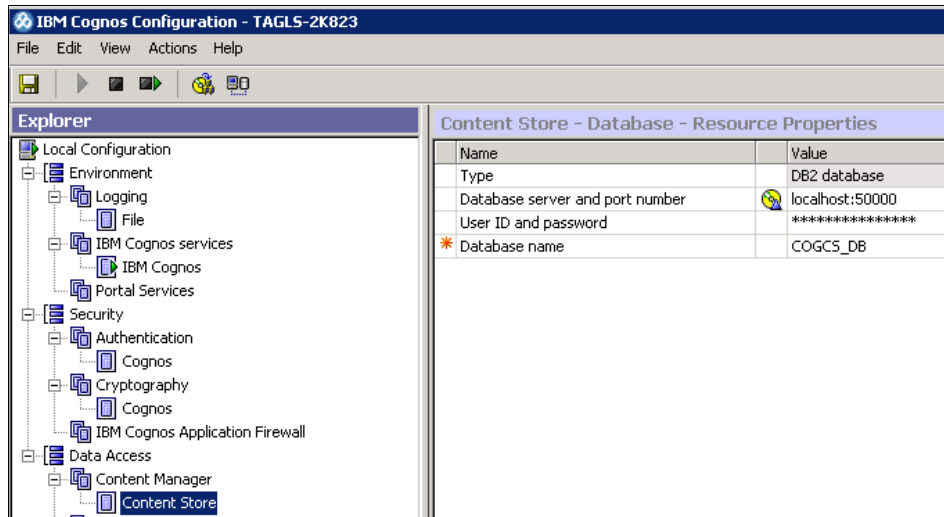 IBM Cognos Configuration - TAGLS-2K823
File Edit View Actions Help
Explorer
Local Configuration
Environment
Logging
File
IBM Cognos services
IBM Cognos
Portal Services
Security
Authentication
Cognos
Cryptography
Cognos
IBM Cognos Application Firewall
Data Access
Content Manager
Content Store
Content Store - Database - Resource Properties
Name Value
Type DB2 database
Database server and port number localhost:50000
User ID and password ***************
* Database name COGCS_DB